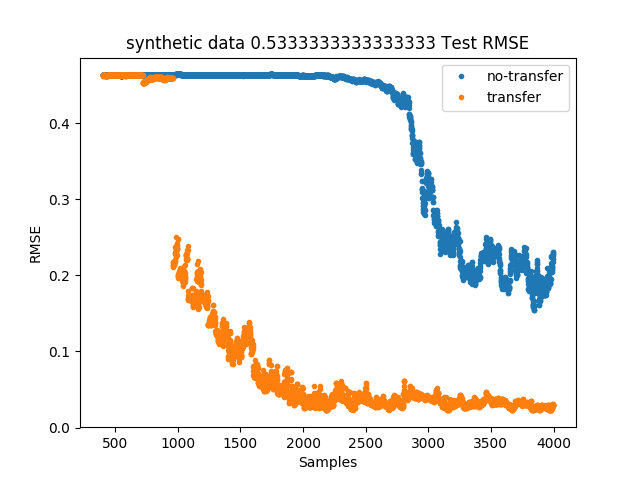 synthetic data 0.5333333333333333 Test RMSE
no-transfer
transfer
RMSE
0.4
0.3
0.2
0.1
0.0
500 1000 1500 2000 2500 3000 3500 4000
Samples